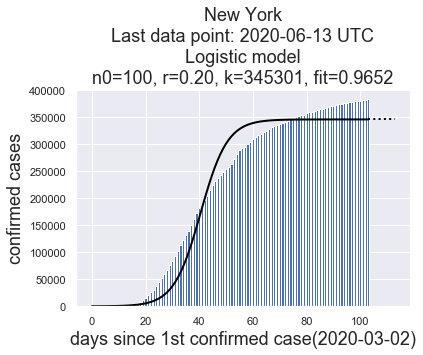 New York
Last data point: 2020-06-13 UTC
Logistic model
n0=100, r=0.20, k=345301, fit=0.9652
400000
350000
300000
250000
200000
150000
100000
50000
0
confirmed cases
0 20 40 60 80 100
days since 1st confirmed case(2020-03-02)